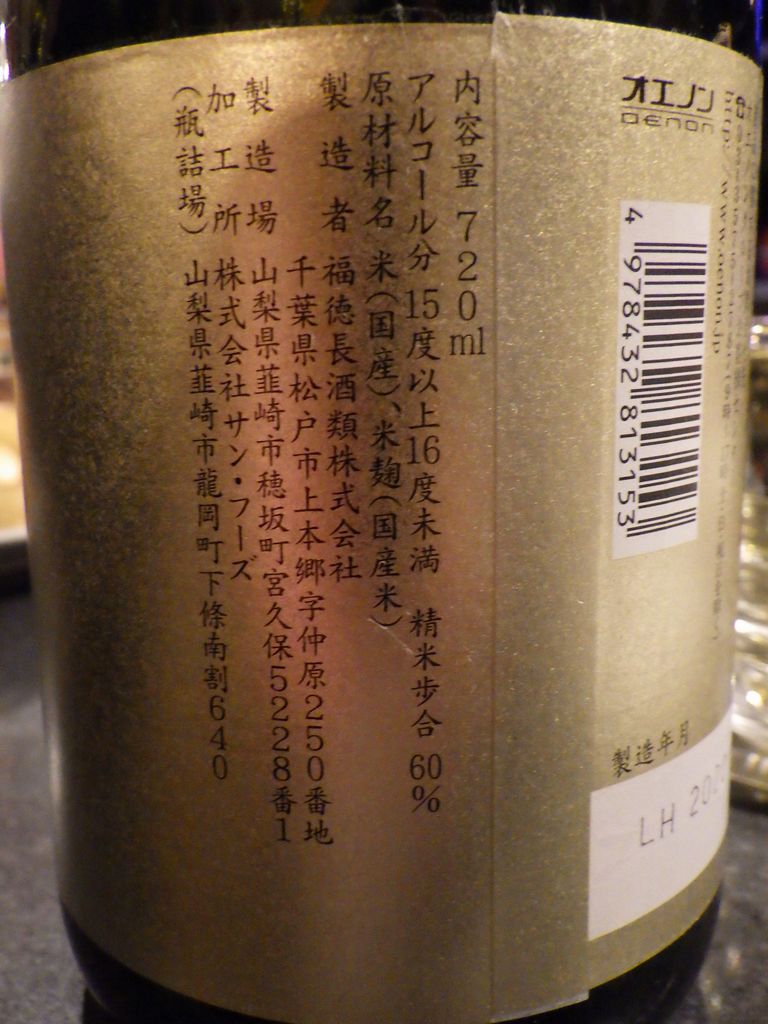 オエノン
OENON
4 978432 813153
製造年月
LH 202
内容量 720ml
アルコール分 15度以上16度未満 精米歩合 60%
原材料名 米(国産)、米麹(国産米)
製造者 福徳長酒類株式会社
千葉県松戸市上本郷字仲原250番地
製造場 山梨県韮崎市穂坂町宮久保5228番1
加工所 株式会社サン・フーズ
(瓶詰場) 山梨県韮崎市龍岡町下條南割640